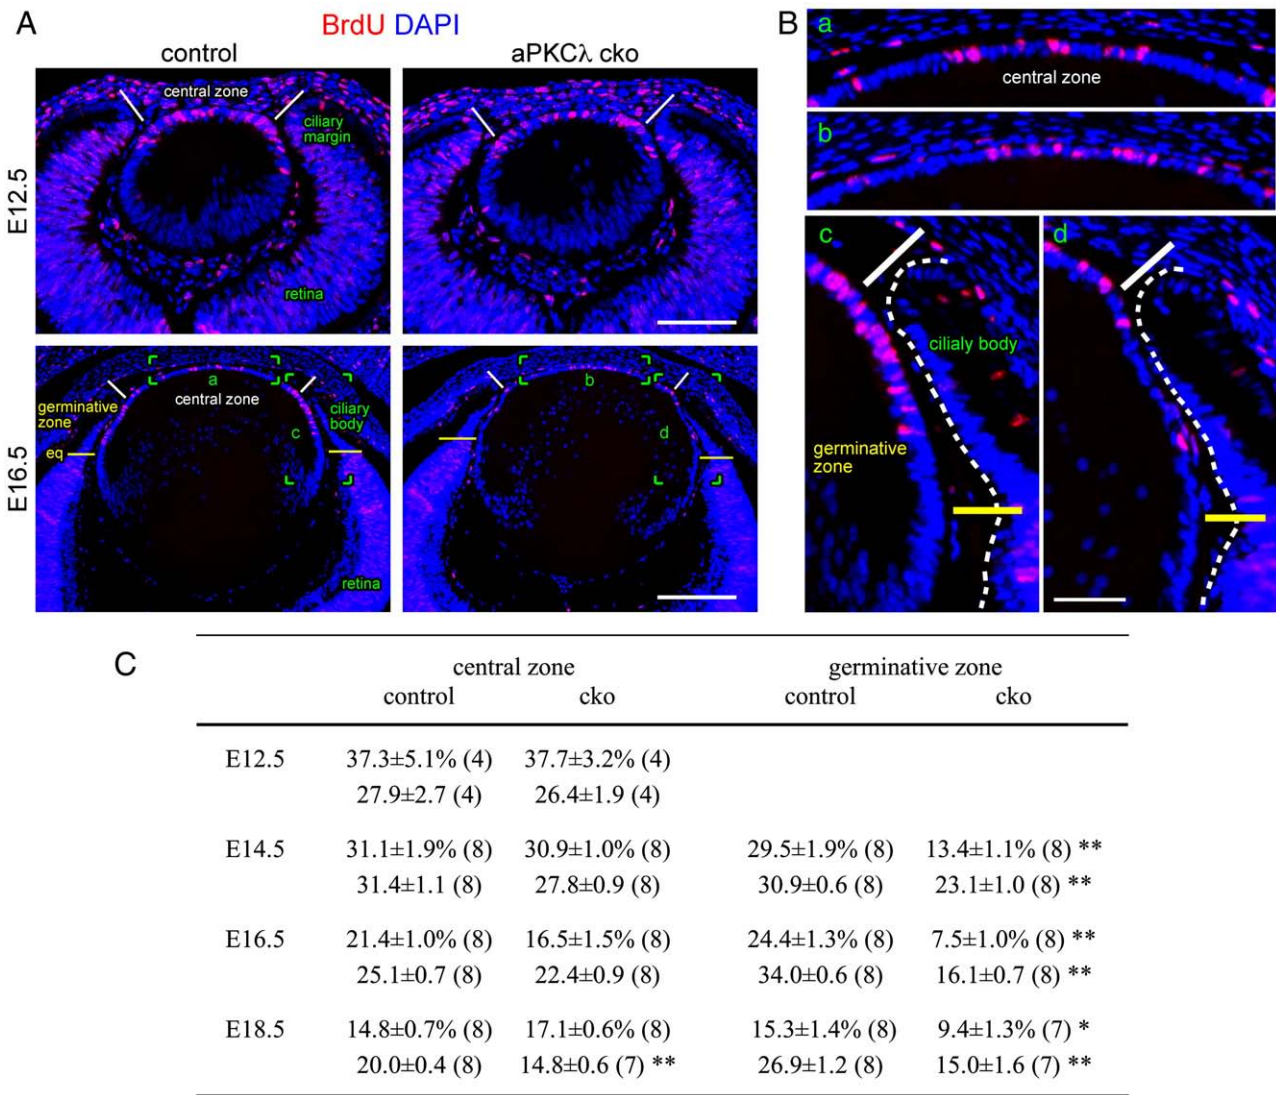 A
BrdU DAPI
control
aPKCλ cko
E12.5
central zone
ciliary
margin
retina
E16.5
a
central zone
germinative
zone
eq
c
ciliary
body
retina
b
d
B
a
central zone
b
c
cilialy body
germinative
zone
d
C
central zone germinative zone
control cko control cko
E12.5 37.3±5.1% (4) 37.7±3.2% (4)
27.9±2.7 (4) 26.4±1.9 (4)
E14.5 31.1±1.9% (8) 30.9±1.0% (8) 29.5±1.9% (8) 13.4±1.1% (8) **
31.4±1.1 (8) 27.8±0.9 (8) 30.9±0.6 (8) 23.1±1.0 (8) **
E16.5 21.4±1.0% (8) 16.5±1.5% (8) 24.4±1.3% (8) 7.5±1.0% (8) **
25.1±0.7 (8) 22.4±0.9 (8) 34.0±0.6 (8) 16.1±0.7 (8) **
E18.5 14.8±0.7% (8) 17.1±0.6% (8) 15.3±1.4% (8) 9.4±1.3% (7) *
20.0±0.4 (8) 14.8±0.6 (7) ** 26.9±1.2 (8) 15.0±1.6 (7) **